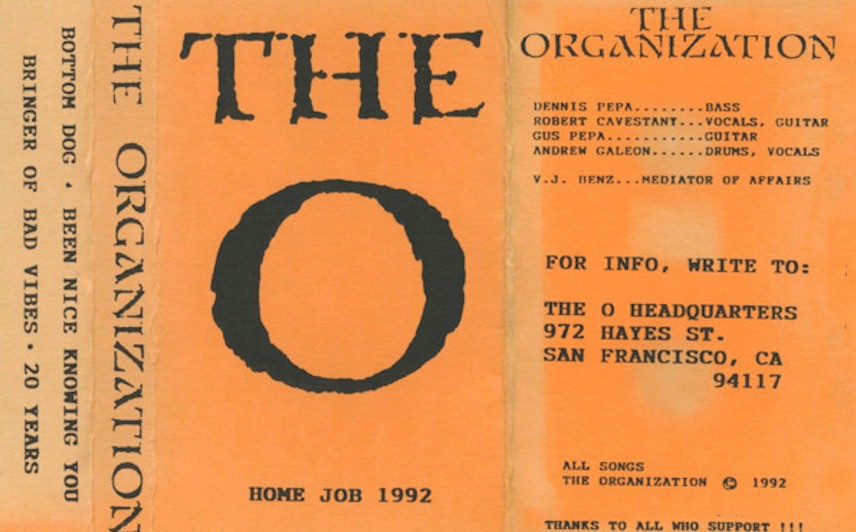 BOTTOM DOG • BEEN NICE KNOWING YOU
BRINGER OF BAD VIBES • 20 YEARS
THE ORGANIZATION
THE
O
HOME JOB 1992
THE
ORGANIZATION
DENNIS PEPA........BASS
ROBERT CAVESTANY...VOCALS, GUITAR
GUS PEPA...........GUITAR
ANDREW GALEON......DRUMS, VOCALS
V.J. BENZ...MEDIATOR OF AFFAIRS
FOR INFO, WRITE TO:
THE O HEADQUARTERS
972 HAYES ST.
SAN FRANCISCO, CA
94117
ALL SONGS
THE ORGANIZATION © 1992
THANKS TO ALL WHO SUPPORT !!!